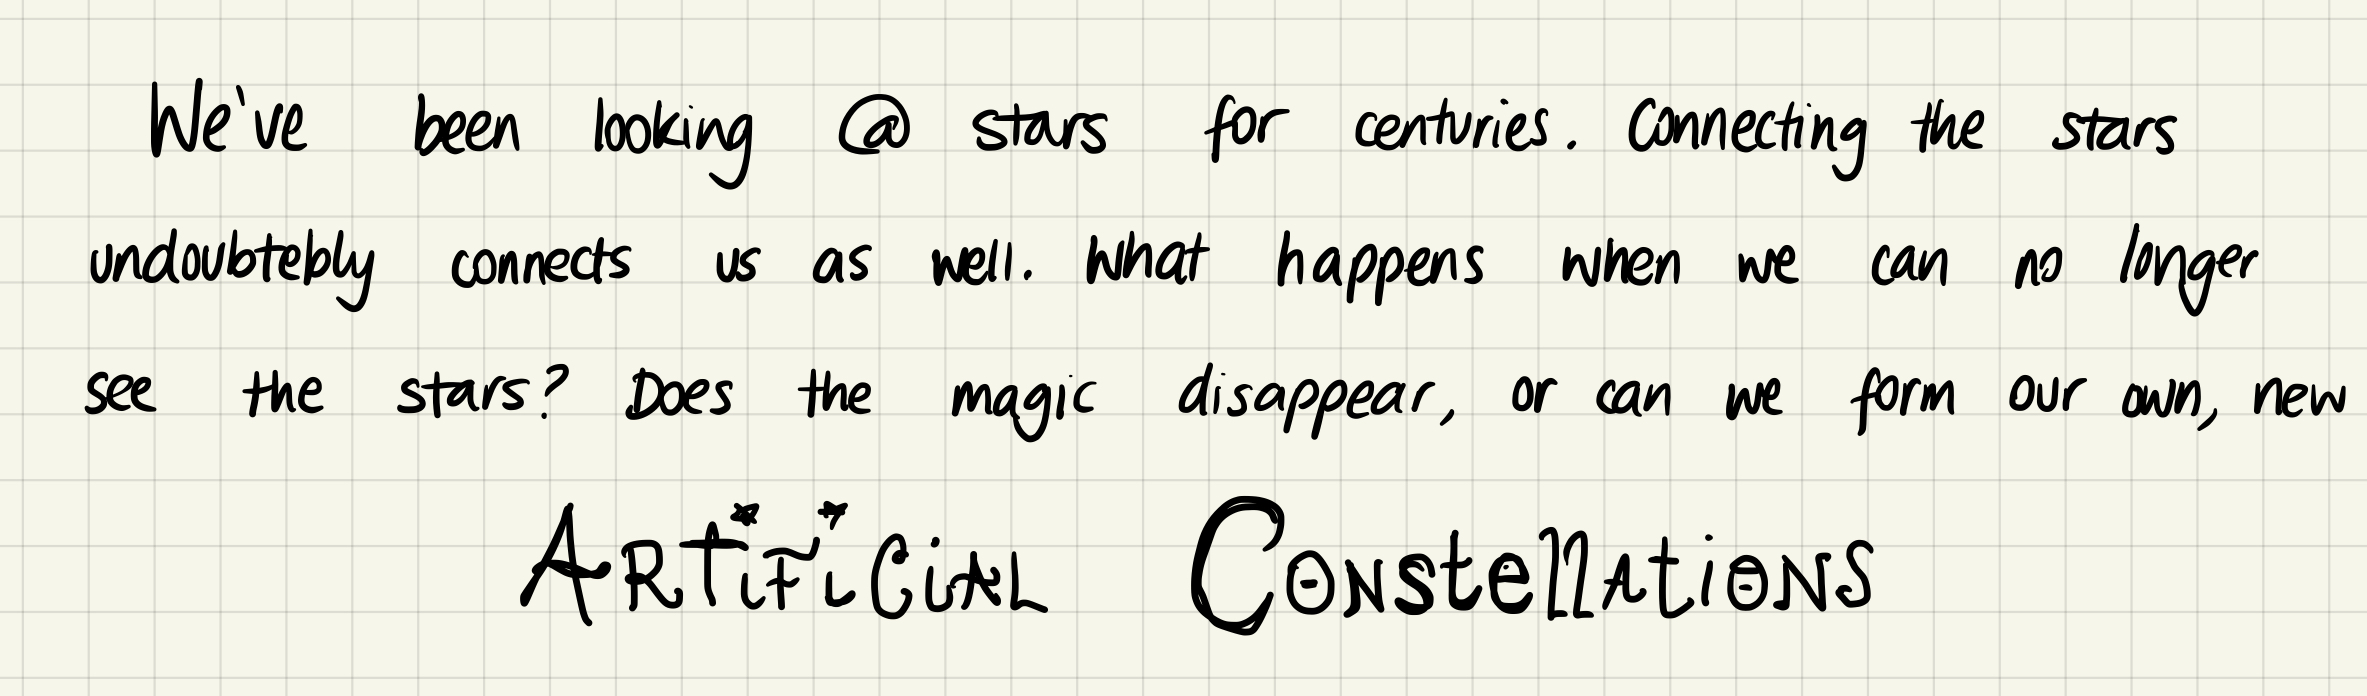 We've been looking @ stars for centuries. Connecting the stars
undoubtebly connects us as well. What happens when we can no longer
see the stars? Does the magic disappear, or can we form our own, new
ARTiFiCiAL ConstellAtionS